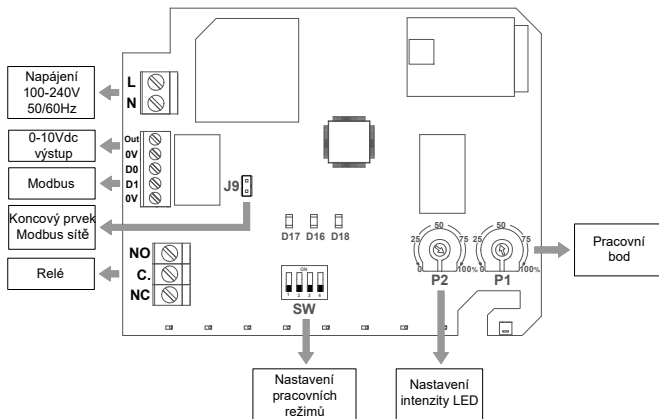 Napájení
100-240V
50/60Hz
0-10Vdc
výstup
Modbus
Koncový prvek
Modbus sítě
Relé
L
N
Out
0V
D0
D1
0V
J9
NO
C.
NC
D17 D16 D18
ON
1 2 3 4
SW
0 25 50 75 100%
P2
0 25 50 75 100%
P1
Pracovní
bod
Nastavení
pracovních
režimů
Nastavení
intenzity LED